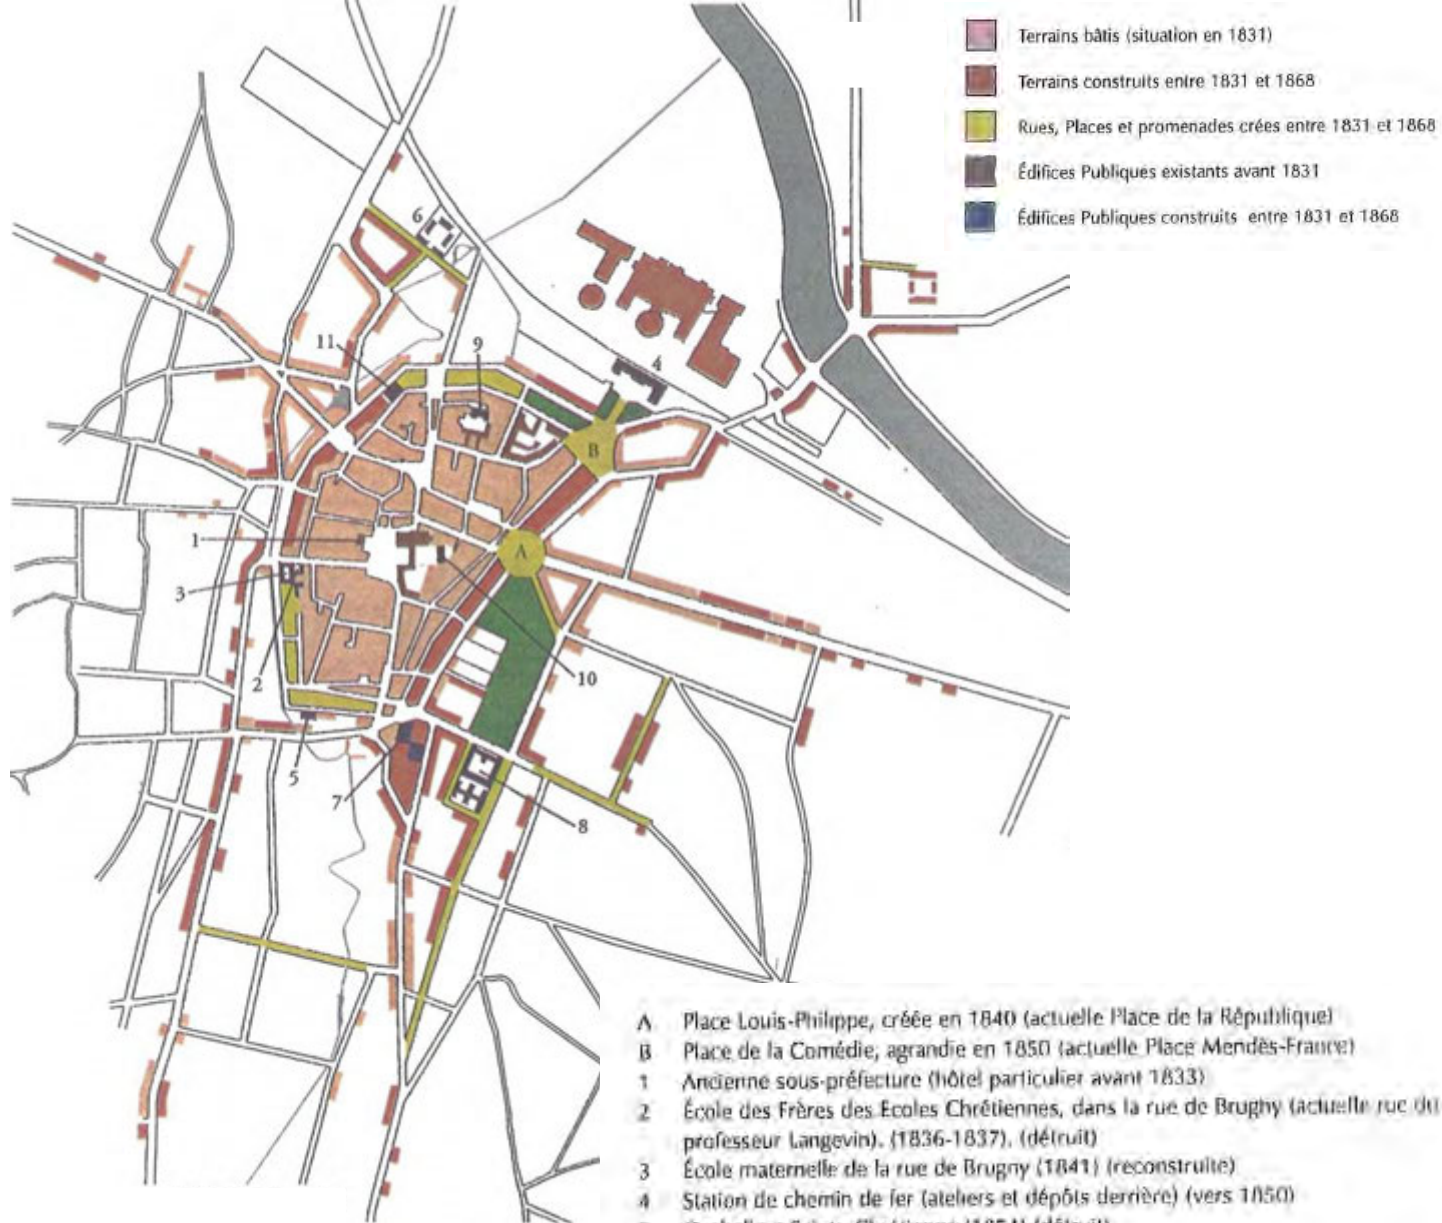 Terrains bâtis (situation en 1831)
Terrains construits entre 1831 et 1868
Rues, Places et promenades crées entre 1831 et 1868
Édifices Publiques existants avant 1831
Édifices Publiques construits entre 1831 et 1868
6
11
9
4
B
1
A
3
2
10
5
7
8
A Place Louis-Philippe, créée en 1840 (actuelle Place de la République)
B Place de la Comédie, agrandie en 1850 (actuelle Place Mendès-France)
1 Ancienne sous-préfecture (hôtel particulier avant 1833)
2 École des Frères des Ecoles Chrétiennes, dans la rue de Brugny (actuelle rue du
professeur Langevin). (1836-1837). (détruit)
3 École maternelle de la rue de Brugny (1841) (reconstruite)
4 Station de chemin de fer (ateliers et dépôts derrière) (vers 1850)